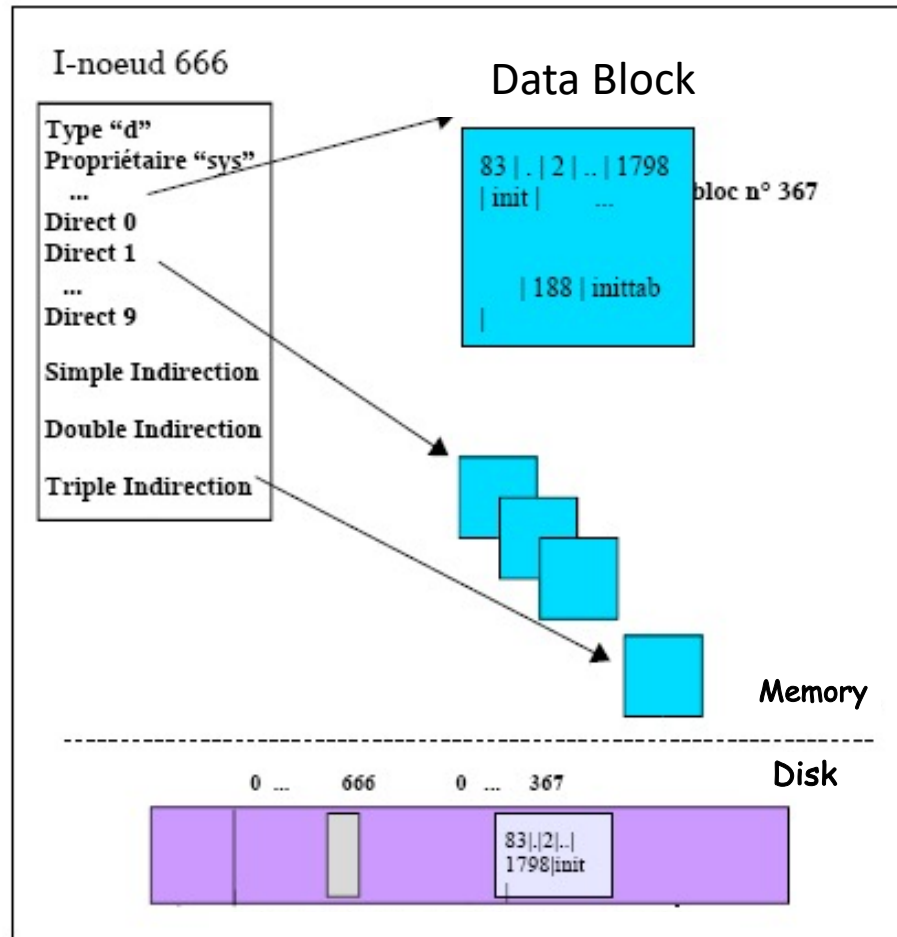 I-noeud 666
Type “d”
Propriétaire “sys”
...
Direct 0
Direct 1
...
Direct 9
Simple Indirection
Double Indirection
Triple Indirection
Data Block
83 | . | 2 | .. | 1798
| init | ...
| 188 | inittab
|
bloc n° 367
Memory
Disk
0 ... 666 0 ... 367
83|.|2|..|
1798|init
|